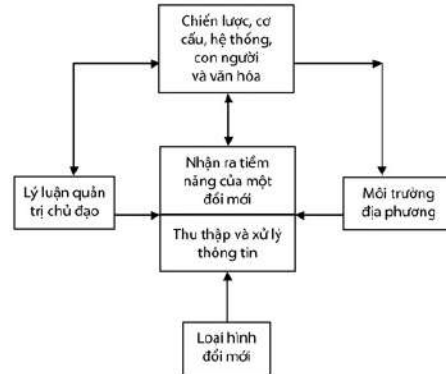 Chiến lược, cơ
cấu, hệ thống,
con người
và văn hóa
Nhận ra tiềm
năng của một
đổi mới
Lý luận quản
trị chủ đạo
Môi trường
địa phương
Thu thập và xử lý
thông tin
Loại hình
đổi mới